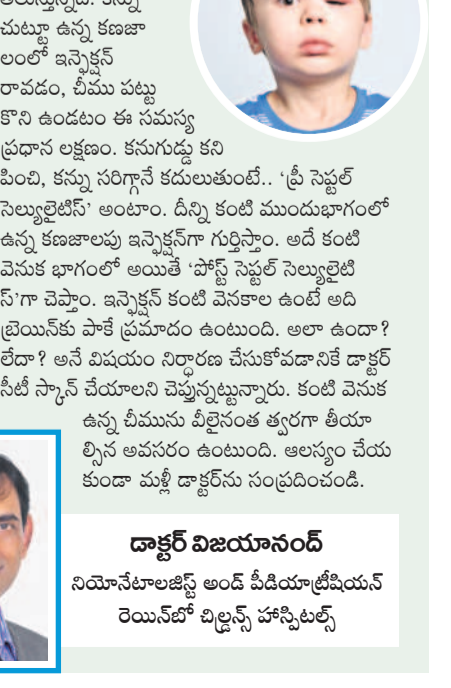 చుట్టూ ఉన్న కణజా
లంలో ఇన్ఫెక్షన్
రావడం, చీము పట్టు
కొని ఉండటం ఈ సమస్య
ప్రధాన లక్షణం. కనుగుడ్డు కని
పించి, కన్ను సరిగ్గానే కదులుతుంటే.. ‘ప్రీ సెప్టల్
సెల్యులైటిస్’ అంటాం. దీన్ని కంటి ముందుభాగంలో
ఉన్న కణజాలపు ఇన్ఫెక్షన్‌గా గుర్తిస్తాం. అదే కంటి
వెనుక భాగంలో అయితే ‘పోస్ట్ సెప్టల్ సెల్యులైటి
స్’గా చెప్తాం. ఇన్ఫెక్షన్ కంటి వెనకాల ఉంటే అది
బ్రెయిన్‌కు పాకే ప్రమాదం ఉంటుంది. అలా ఉందా?
లేదా? అనే విషయం నిర్ధారణ చేసుకోవడానికే డాక్టర్
సీటీ స్కాన్ చేయాలని చెప్తున్నట్టున్నారు. కంటి వెనుక
ఉన్న చీమును వీలైనంత త్వరగా తీయా
ల్సిన అవసరం ఉంటుంది. ఆలస్యం చేయ
కుండా మళ్లీ డాక్టర్‌ను సంప్రదించండి.
డాక్టర్ విజయానంద్
నియోనేటాలజిస్ట్ అండ్ పీడియాట్రీషియన్
రెయిన్‌బో చిల్డ్రన్స్ హాస్పిటల్స్